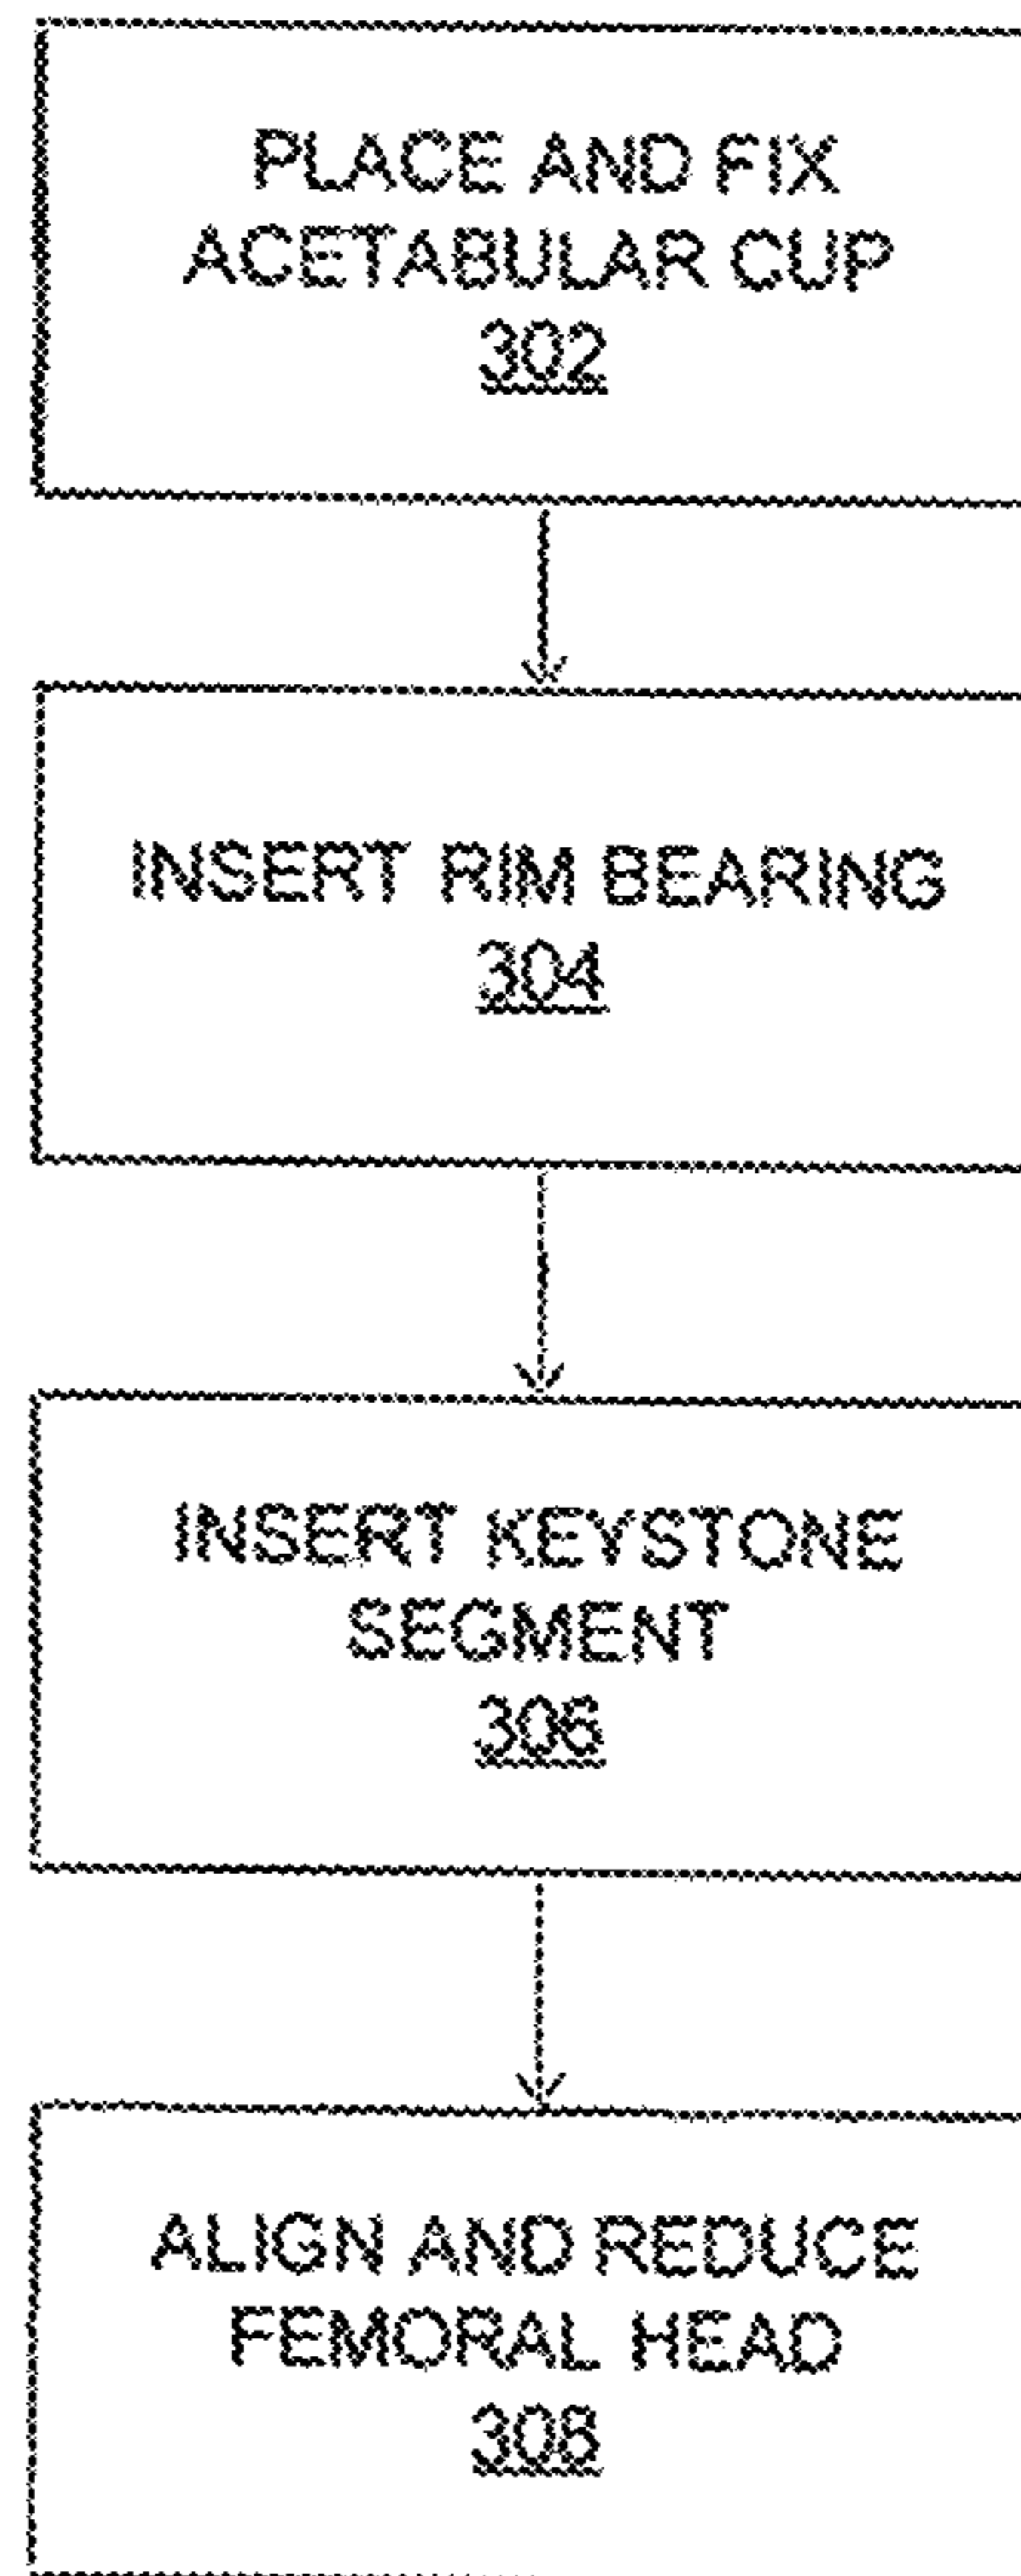 PLACE AND FIX
ACETABULAR CUP
302
INSERT RIM BEARING
304
INSERT KEYSTONE
SEGMENT
306
ALIGN AND REDUCE
FEMORAL HEAD
308